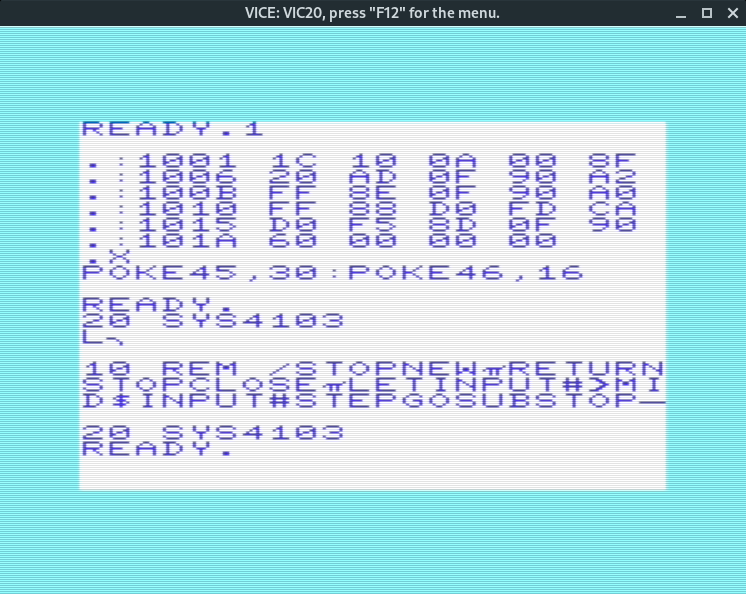 VICE: VIC20, press "F12" for the menu.
READY.1
.:1001 1C 10 0A 00 8F
.:1006 20 AD 0F 90 A2
.:100B FF 8E 0F 90 A0
.:1010 FF 88 D0 FD CA
.:1015 D0 F5 8D 0F 90
.:101A 60 00 00 00
.X
POKE45,30:POKE46,16
READY.
20 SYS4103
L╮
10 REM /STOPNEWπRETURN
STOPCLOSEπLETINPUT#>MI
D$INPUT#STEPGOSUBSTOP─
20 SYS4103
READY.